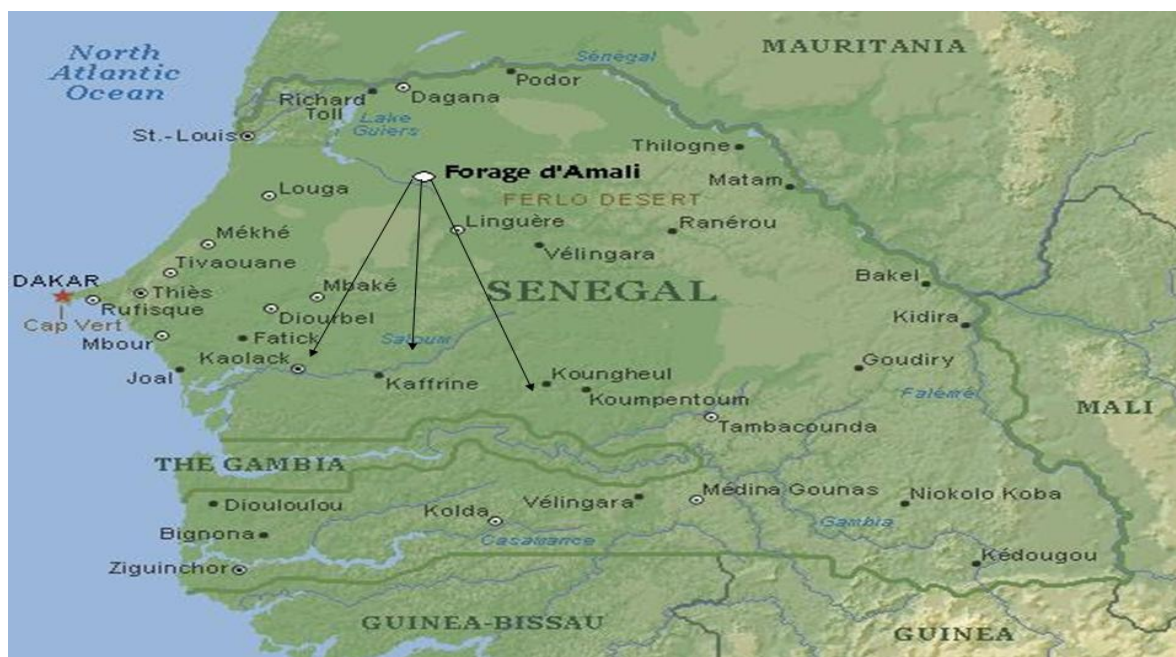 North
Atlantic
Ocean
MAURITANIA
Sénégal
Podor
Richard
Toll
Dagana
Lake
Guiers
St.-Louis
Thilogne
Forage d'Amali
Matam
Louga
FERLO DESERT
Linguère
Ranérou
Mékhé
Vélingara
Tivaouane
Bakel
DAKAR
Thiès
Mbaké
SENEGAL
Rufisque
Cap Vert
Diourbel
Kidira
Mbour
Fatick
Saloum
Kaolack
Goudiry
Joal
Kaffrine
Koungheul
Koumpentoum
Falémé
MALI
Tambacounda
THE GAMBIA
Diouloulou
Vélingara
Médina Gounas
Niokolo Koba
Kolda
Gambia
Bignona
Casamance
Kédougou
Ziguinchor
GUINEA-BISSAU
GUINEA